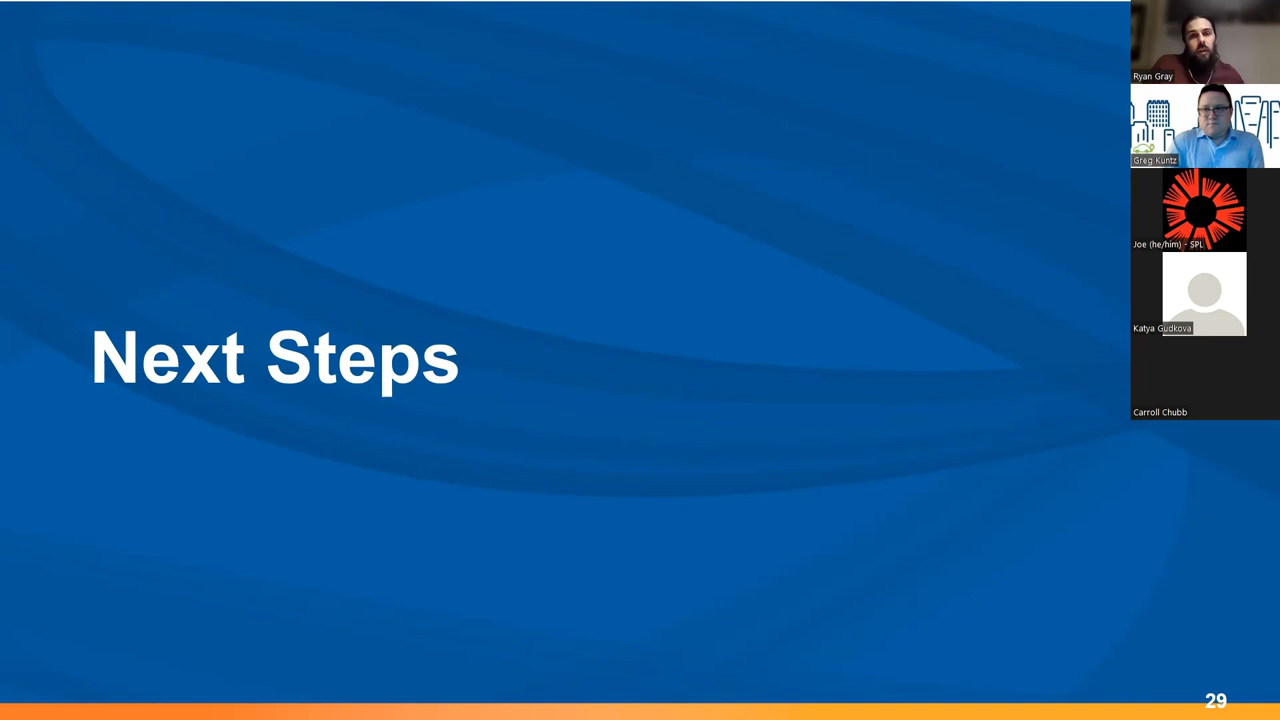 Next Steps
29
Ryan Gray
Greg Kuntz
Joe (he/him) - SPL
Katya Gudkova
Carroll Chubb